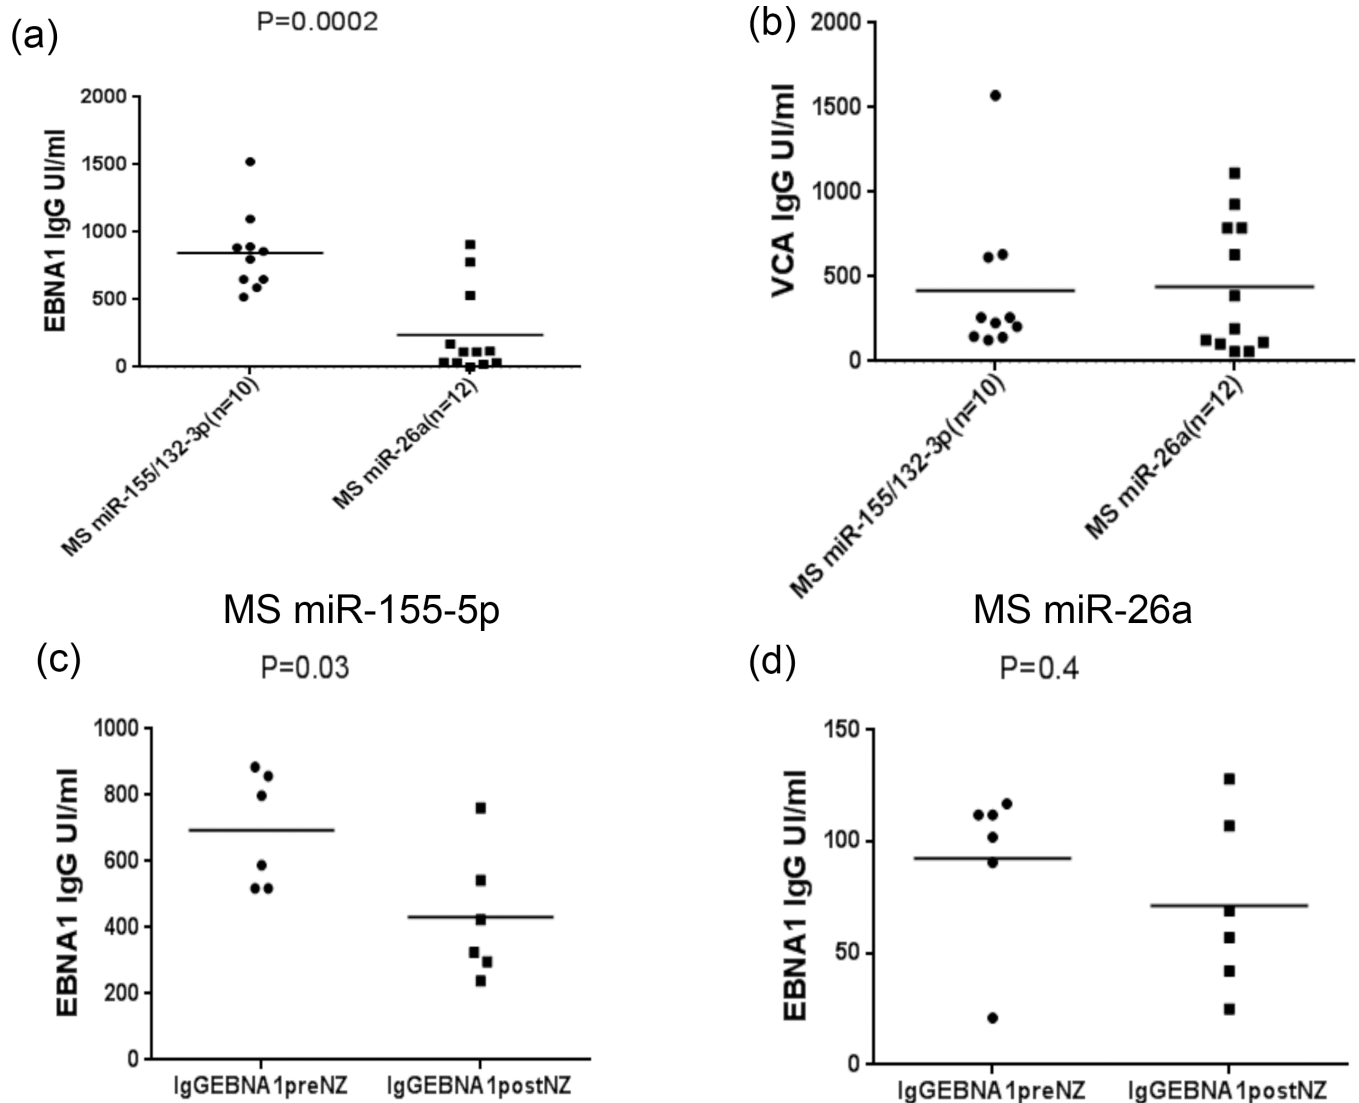 (a)
P=0.0002
EBNA1 IgG UI/ml
2000
1500
1000
500
0
MS miR-155/132-3p(n=10)
MS miR-26a(n=12)
(b)
VCA IgG UI/ml
2000
1500
1000
500
0
MS miR-155/132-3p(n=10)
MS miR-26a(n=12)
MS miR-155-5p
(c)
P=0.03
EBNA1 IgG UI/ml
1000
800
600
400
200
0
IgGEBNA1preNZ
IgGEBNA1postNZ
MS miR-26a
(d)
P=0.4
EBNA1 IgG UI/ml
150
100
50
0
IgGEBNA1preNZ
IgGEBNA1postNZ